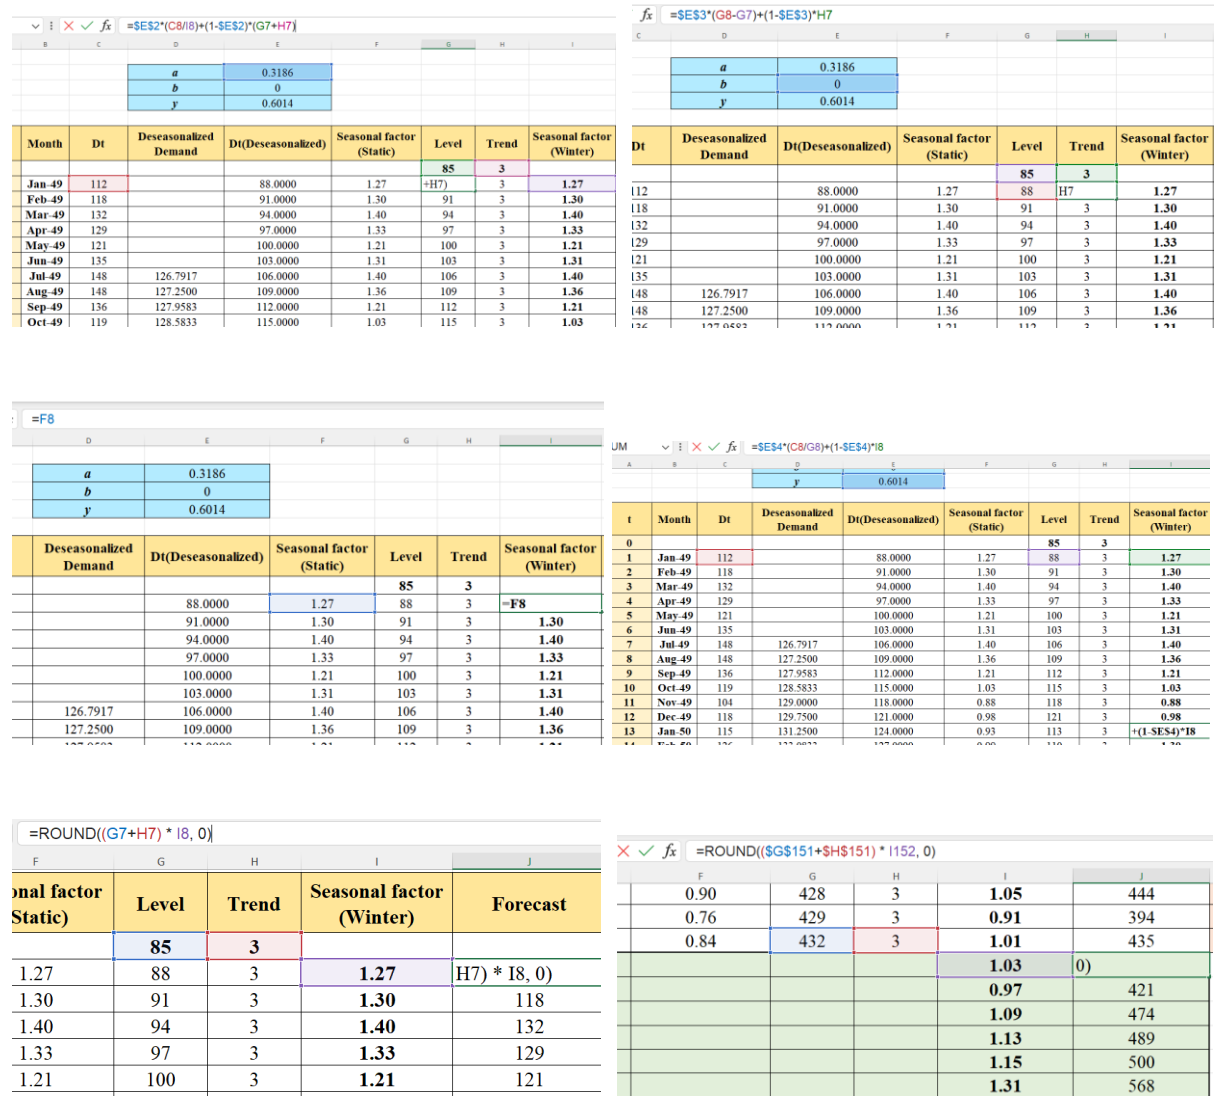 fx =$E$2*(C8/I8)+(1-$E$2)*(G7+H7)
B C D E F G H I
a 0.3186
b 0
y 0.6014
Month Dt Deseasonalized Demand Dt(Deseasonalized) Seasonal factor (Static) Level Trend Seasonal factor (Winter)
85 3
Jan-49 112 88.0000 1.27 +H7) 3 1.27
Feb-49 118 91.0000 1.30 91 3 1.30
Mar-49 132 94.0000 1.40 94 3 1.40
Apr-49 129 97.0000 1.33 97 3 1.33
May-49 121 100.0000 1.21 100 3 1.21
Jun-49 135 103.0000 1.31 103 3 1.31
Jul-49 148 126.7917 106.0000 1.40 106 3 1.40
Aug-49 148 127.2500 109.0000 1.36 109 3 1.36
Sep-49 136 127.9583 112.0000 1.21 112 3 1.21
Oct-49 119 128.5833 115.0000 1.03 115 3 1.03
fx =$E$3*(G8-G7)+(1-$E$3)*H7
C D E F G H I
a 0.3186
b 0
y 0.6014
Dt Deseasonalized Demand Dt(Deseasonalized) Seasonal factor (Static) Level Trend Seasonal factor (Winter)
85 3
112 88.0000 1.27 88 H7 1.27
118 91.0000 1.30 91 3 1.30
132 94.0000 1.40 94 3 1.40
129 97.0000 1.33 97 3 1.33
121 100.0000 1.21 100 3 1.21
135 103.0000 1.31 103 3 1.31
148 126.7917 106.0000 1.40 106 3 1.40
148 127.2500 109.0000 1.36 109 3 1.36
136 127.9583 112.0000 1.21 112 3 1.21
=F8
D E F G H I
a 0.3186
b 0
y 0.6014
Deseasonalized Demand Dt(Deseasonalized) Seasonal factor (Static) Level Trend Seasonal factor (Winter)
85 3
88.0000 1.27 88 3 =F8
91.0000 1.30 91 3 1.30
94.0000 1.40 94 3 1.40
97.0000 1.33 97 3 1.33
100.0000 1.21 100 3 1.21
103.0000 1.31 103 3 1.31
126.7917 106.0000 1.40 106 3 1.40
127.2500 109.0000 1.36 109 3 1.36
UM fx =$E$4*(C8/G8)+(1-$E$4)*I8
A B C D E F G H I
y 0.6014
t Month Dt Deseasonalized Demand Dt(Deseasonalized) Seasonal factor (Static) Level Trend Seasonal factor (Winter)
0 85 3
1 Jan-49 112 88.0000 1.27 88 3 1.27
2 Feb-49 118 91.0000 1.30 91 3 1.30
3 Mar-49 132 94.0000 1.40 94 3 1.40
4 Apr-49 129 97.0000 1.33 97 3 1.33
5 May-49 121 100.0000 1.21 100 3 1.21
6 Jun-49 135 103.0000 1.31 103 3 1.31
7 Jul-49 148 126.7917 106.0000 1.40 106 3 1.40
8 Aug-49 148 127.2500 109.0000 1.36 109 3 1.36
9 Sep-49 136 127.9583 112.0000 1.21 112 3 1.21
10 Oct-49 119 128.5833 115.0000 1.03 115 3 1.03
11 Nov-49 104 129.0000 118.0000 0.88 118 3 0.88
12 Dec-49 118 129.7500 121.0000 0.98 121 3 0.98
13 Jan-50 115 131.2500 124.0000 0.93 113 3 +(1-$E$4)*I8
=ROUND((G7+H7) * I8, 0)
F G H I J
onal factor Static) Level Trend Seasonal factor (Winter) Forecast
85 3
1.27 88 3 1.27 H7) * I8, 0)
1.30 91 3 1.30 118
1.40 94 3 1.40 132
1.33 97 3 1.33 129
1.21 100 3 1.21 121
fx =ROUND(($G$151+$H$151) * I152, 0)
F G H I J
0.90 428 3 1.05 444
0.76 429 3 0.91 394
0.84 432 3 1.01 435
1.03 0)
0.97 421
1.09 474
1.13 489
1.15 500
1.31 568